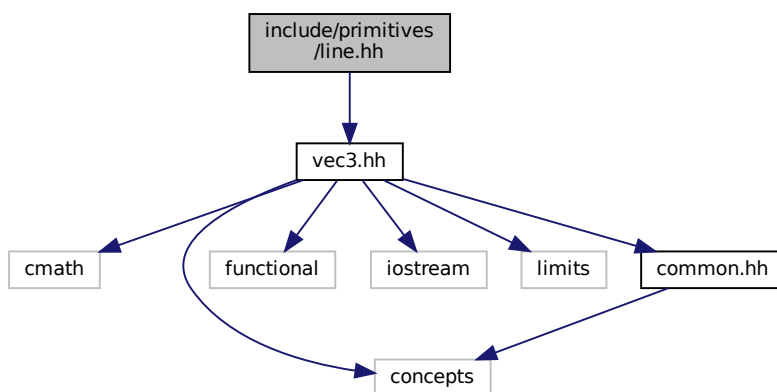 include/primitives
/line.hh
vec3.hh
cmath
functional
iostream
limits
common.hh
concepts